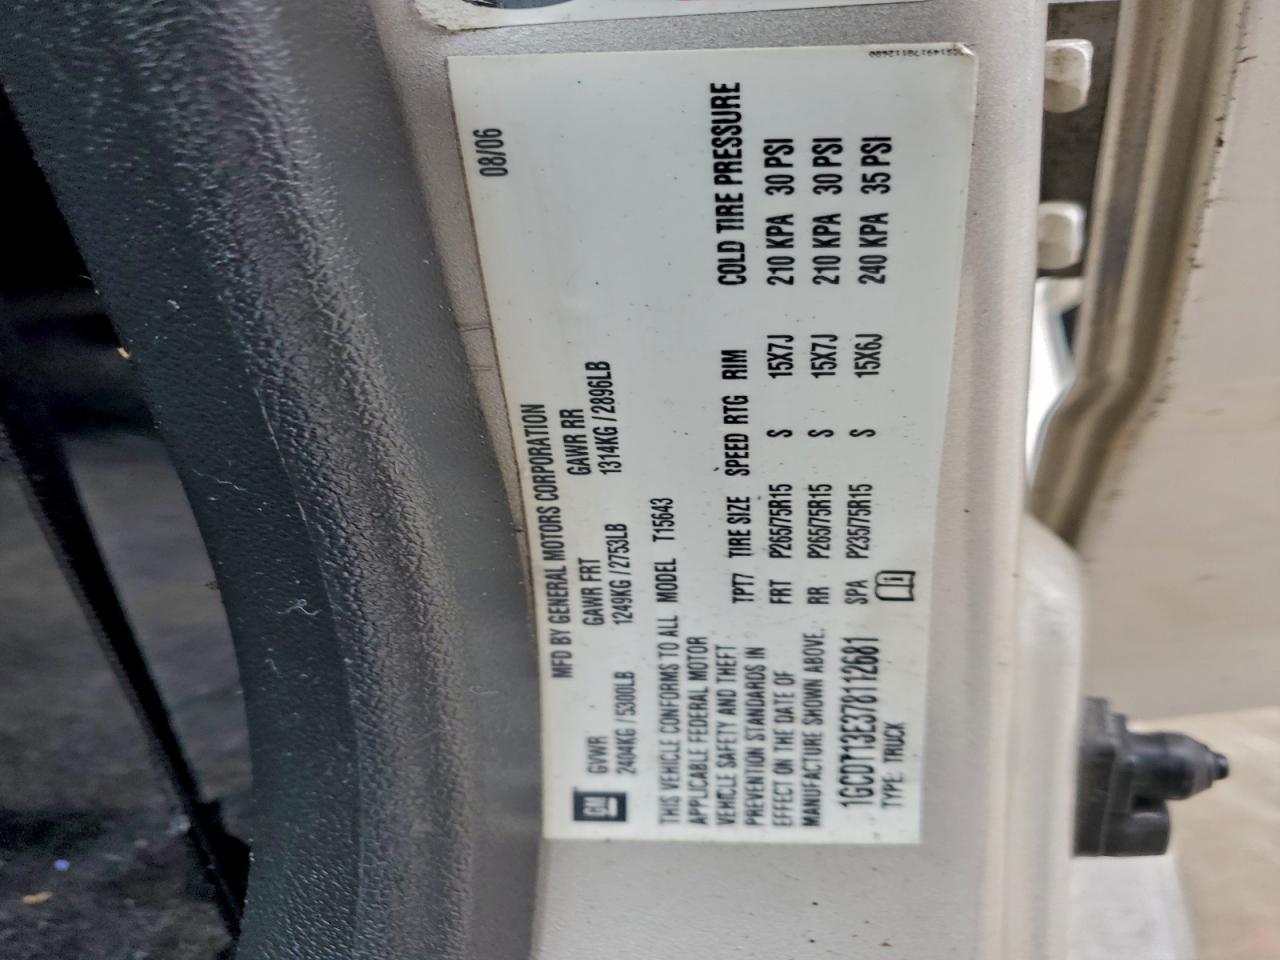 08/06
MFD BY GENERAL MOTORS CORPORATION
GM
GVWR GAWR FRT GAWR RR
2404KG / 5300LB 1249KG / 2753LB 1314KG / 2896LB
THIS VEHICLE CONFORMS TO ALL
APPLICABLE FEDERAL MOTOR
VEHICLE SAFETY AND THEFT
PREVENTION STANDARDS IN
EFFECT ON THE DATE OF
MANUFACTURE SHOWN ABOVE.
MODEL T15643
TPT7 TIRE SIZE SPEED RTG RIM COLD TIRE PRESSURE
FRT P265/75R15 S 15X7J 210 KPA 30 PSI
RR P265/75R15 S 15X7J 210 KPA 30 PSI
SPA P235/75R15 S 15X6J 240 KPA 35 PSI
1GCDT13E378112681
TYPE: TRUCK